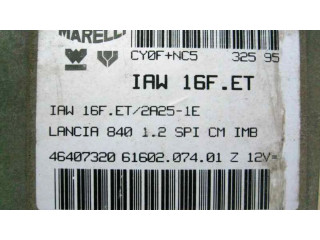 MARELLI
CY0F+NC5 325 95
IAW 16F.ET
IAW 16F.ET/2A25-1E
LANCIA 840 1.2 SPI CM IMB
46407320 61602.074.01 Z 12V=